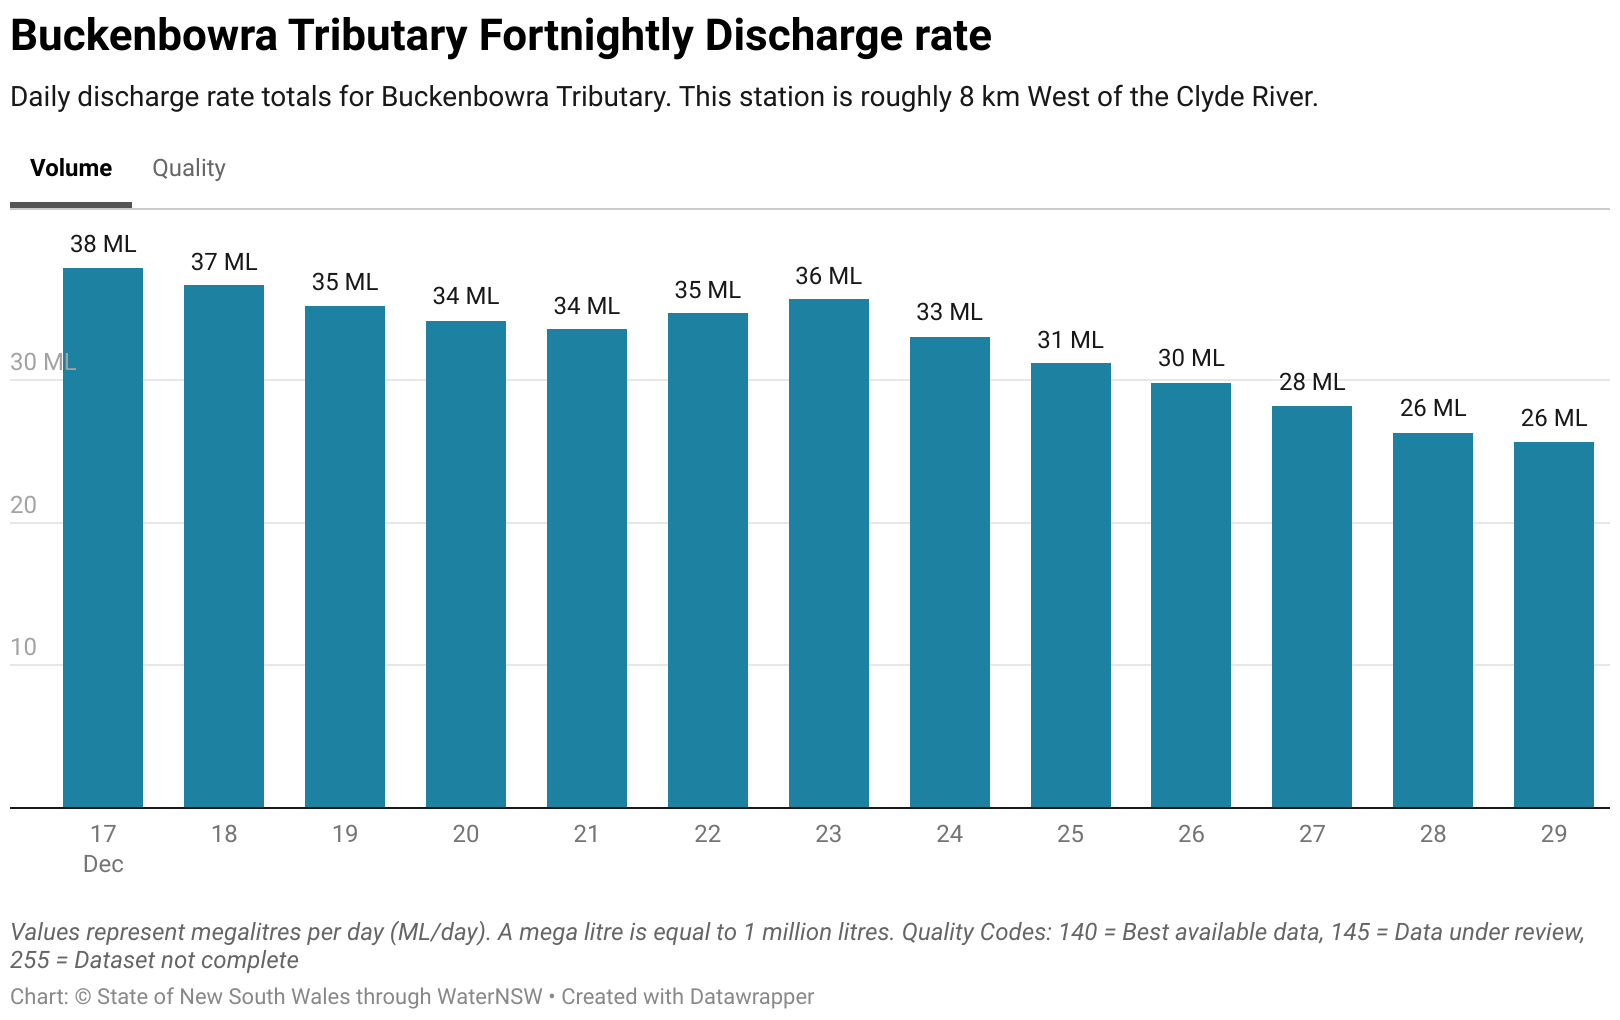 Buckenbowra Tributary Fortnightly Discharge rate
Daily discharge rate totals for Buckenbowra Tributary. This station is roughly 8 km West of the Clyde River.
Volume Quality
38 ML
37 ML
35 ML
34 ML
34 ML
35 ML
36 ML
33 ML
31 ML
30 ML
28 ML
26 ML
26 ML
30 ML
20
10
17 18 19 20 21 22 23 24 25 26 27 28 29
Dec
Values represent megalitres per day (ML/day). A mega litre is equal to 1 million litres. Quality Codes: 140 = Best available data, 145 = Data under review,
255 = Dataset not complete
Chart: © State of New South Wales through WaterNSW • Created with Datawrapper